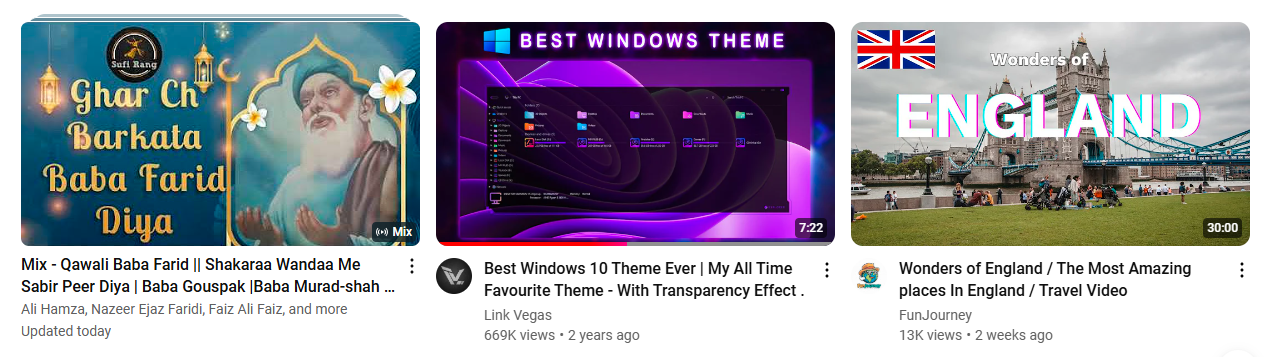 Sufi Rang
Ghar Ch
Barkata
Baba Farid
Diya
Mix
Mix - Qawali Baba Farid || Shakaraa Wandaa Me
Sabir Peer Diya | Baba Gouspak |Baba Murad-shah ...
Ali Hamza, Nazeer Ejaz Faridi, Faiz Ali Faiz, and more
Updated today
BEST WINDOWS THEME
7:22
Best Windows 10 Theme Ever | My All Time
Favourite Theme - With Transparency Effect .
Link Vegas
669K views • 2 years ago
Wonders of
ENGLAND
30:00
Wonders of England / The Most Amazing
places In England / Travel Video
FunJourney
13K views • 2 weeks ago